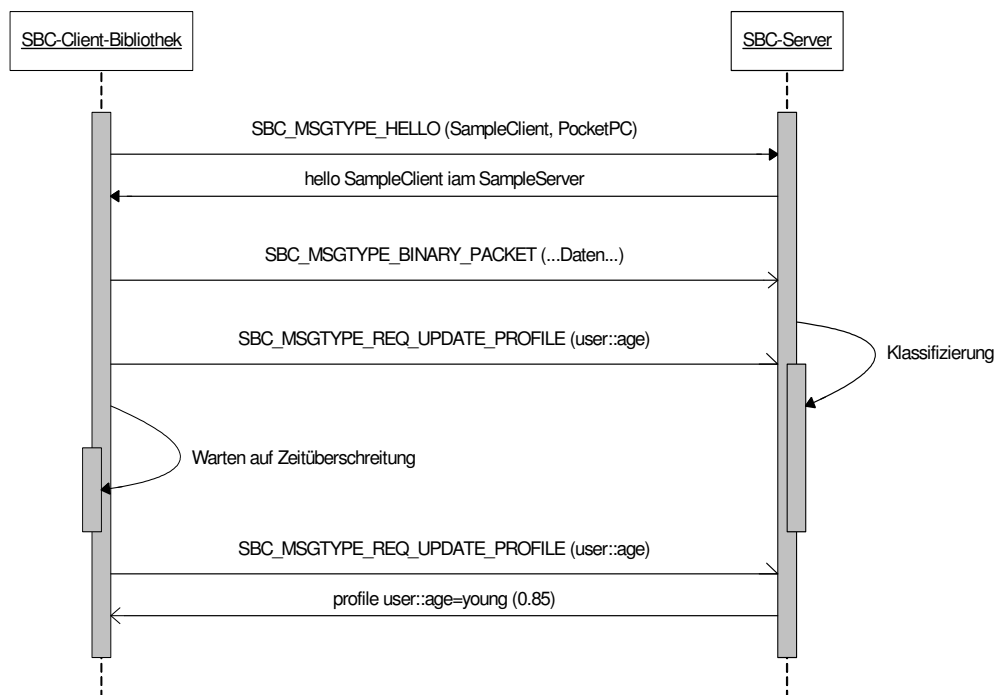 SBC-Client-Bibliothek
SBC-Server
SBC_MSGTYPE_HELLO (SampleClient, PocketPC)
hello SampleClient iam SampleServer
SBC_MSGTYPE_BINARY_PACKET (...Daten...)
SBC_MSGTYPE_REQ_UPDATE_PROFILE (user::age)
Klassifizierung
Warten auf Zeitüberschreitung
SBC_MSGTYPE_REQ_UPDATE_PROFILE (user::age)
profile user::age=young (0.85)